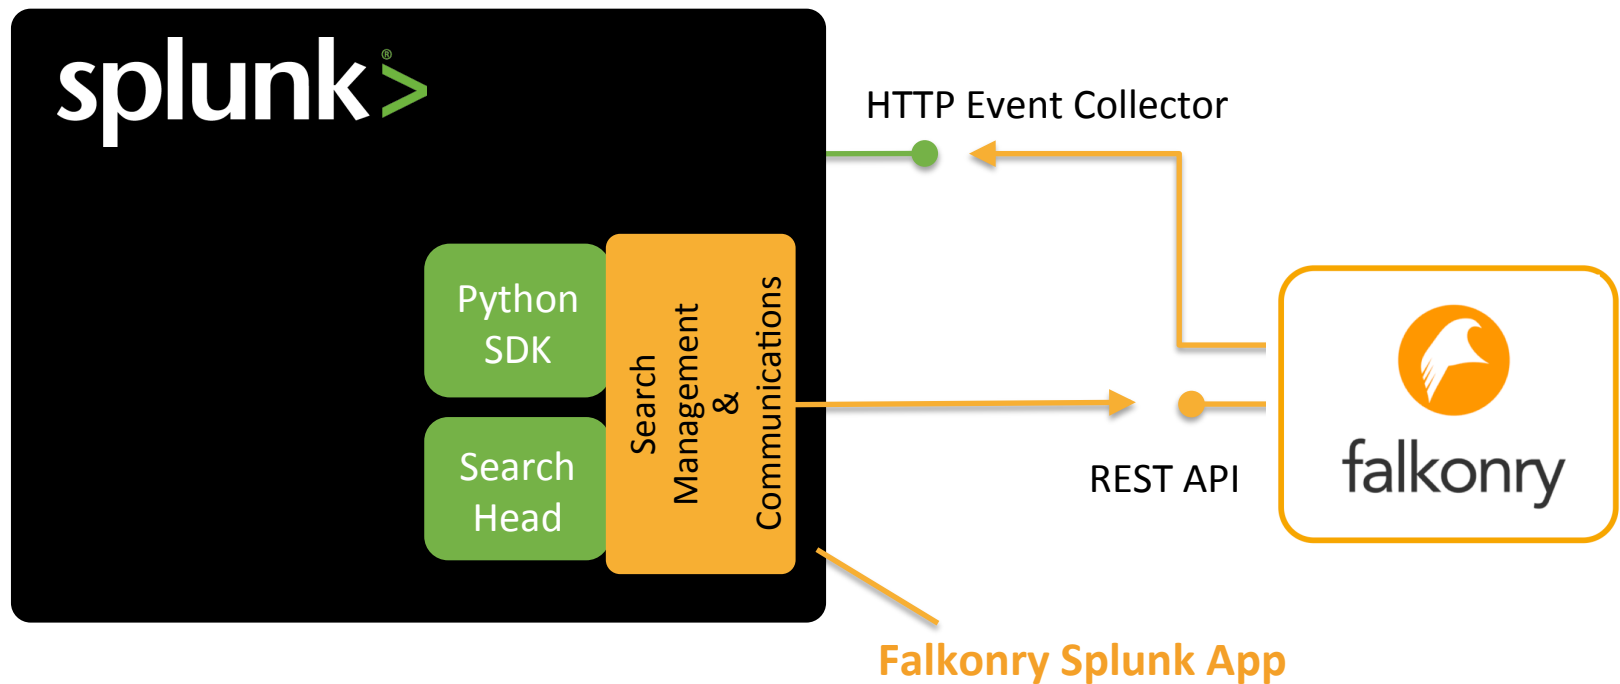 splunk>®
HTTP Event Collector
Python
SDK
Search
Head
Search
Management
&
Communications
REST API
falkonry
Falkonry Splunk App